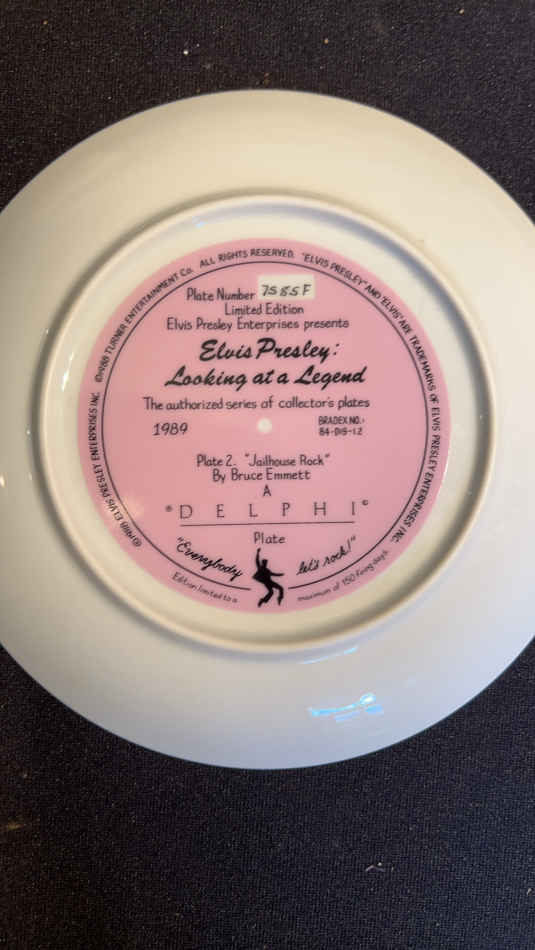 ©1988 ELVIS PRESLEY ENTERPRISES INC. ©1988 TURNER ENTERTAINMENT Co. ALL RIGHTS RESERVED. "ELVIS PRESLEY" AND "ELVIS" ARE TRADEMARKS OF ELVIS PRESLEY ENTERPRISES INC.
Plate Number 7585F
Limited Edition
Elvis Presley Enterprises presents
Elvis Presley:
Looking at a Legend
The authorized series of collector's plates
1989
BRADEX NO.:
84-D19-1.2
Plate 2. "Jailhouse Rock"
By Bruce Emmett
A
DELPHI
Plate
"Everybody let's rock!"
Edition limited to a maximum of 150 firing days.